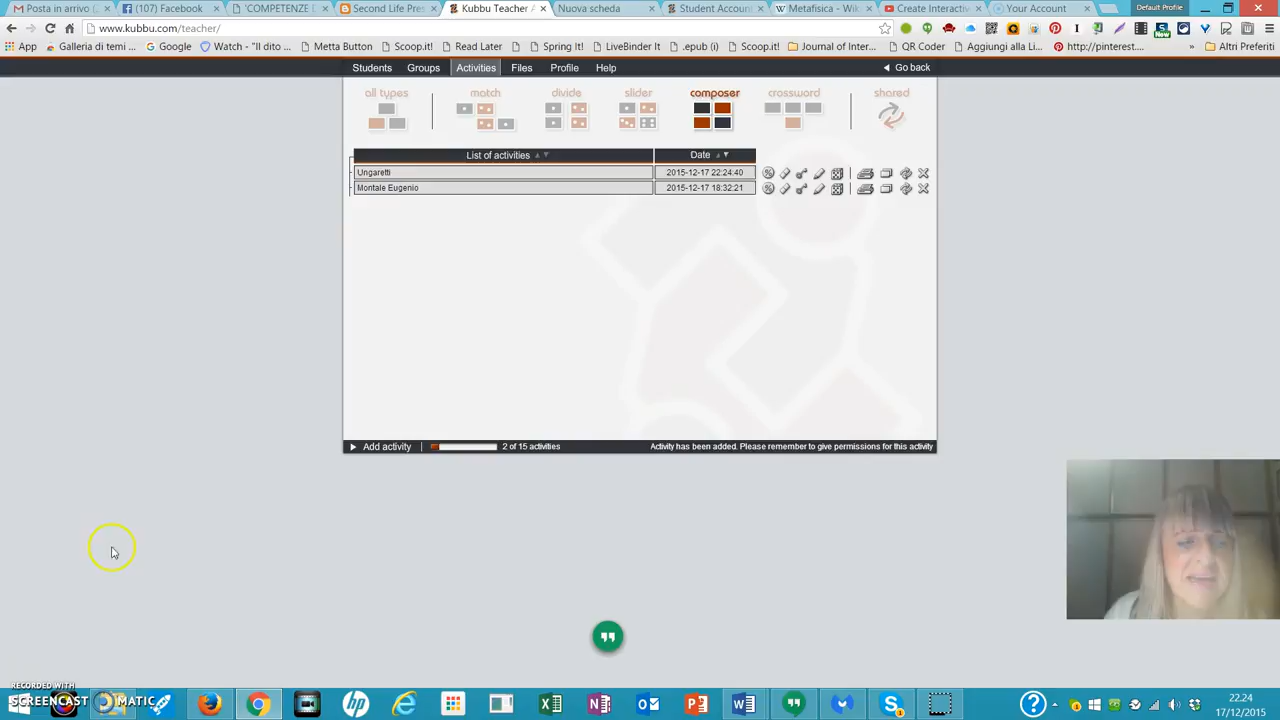 Posta in arrivo (
(107) Facebook
'COMPETENZE D
Second Life Pres
Kubbu Teacher A
Nuova scheda
Student Account
Metafisica - Wik
Create Interactiv
Your Account
Default Profile
www.kubbu.com/teacher/
App
Galleria di temi ...
Google
Watch - "Il dito ...
Metta Button
Scoop.it!
Read Later
Spring It!
LiveBinder It
.epub (i)
Scoop.it!
Journal of Inter...
QR Coder
Aggiungi alla Li...
http://pinterest....
»
Altri Preferiti
Students
Groups
Activities
Files
Profile
Help
Go back
all types
match
divide
slider
composer
crossword
shared
List of activities
Date
Ungaretti
2015-12-17 22:24:40
Montale Eugenio
2015-12-17 18:32:21
Add activity
2 of 15 activities
Activity has been added. Please remember to give permissions for this activity
RECORDED WITH
SCREENCAST MATIC
22.24
17/12/2015